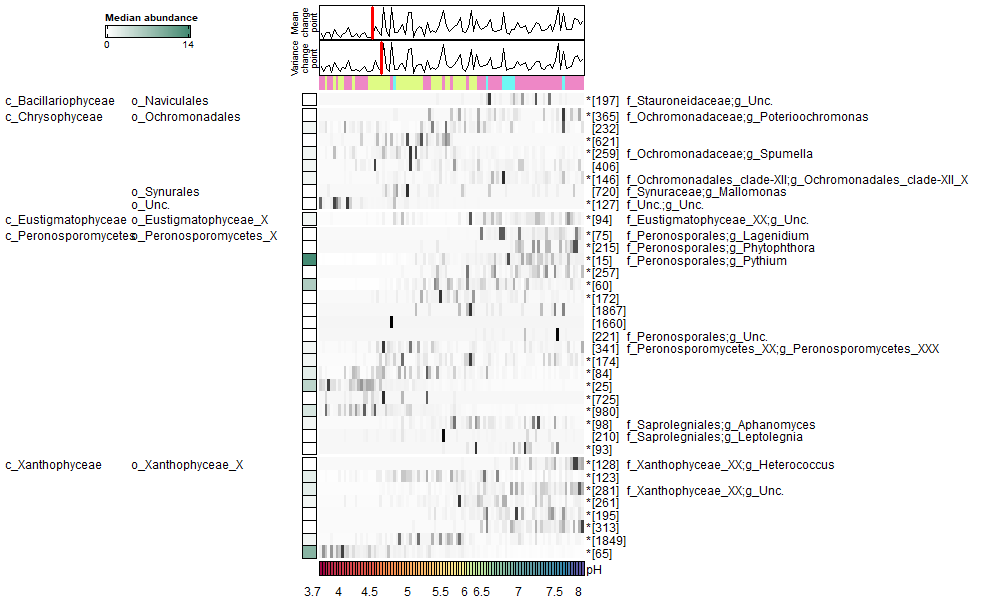 Median abundance
0 14
Mean change point
Variance change point
c_Bacillariophyceae o_Naviculales *[197] f_Stauroneidaceae;g_Unc.
c_Chrysophyceae o_Ochromonadales *[365] f_Ochromonadaceae;g_Poterioochromonas
[232]
*[621]
*[259] f_Ochromonadaceae;g_Spumella
[406]
*[146] f_Ochromonadales_clade-XII;g_Ochromonadales_clade-XII_X
o_Synurales [720] f_Synuraceae;g_Mallomonas
o_Unc. *[127] f_Unc.;g_Unc.
c_Eustigmatophyceae o_Eustigmatophyceae_X *[94] f_Eustigmatophyceae_XX;g_Unc.
c_Peronosporomycetes o_Peronosporomycetes_X *[75] f_Peronosporales;g_Lagenidium
*[215] f_Peronosporales;g_Phytophthora
*[15] f_Peronosporales;g_Pythium
*[257]
*[60]
*[172]
[1867]
[1660]
[221] f_Peronosporales;g_Unc.
[341] f_Peronosporomycetes_XX;g_Peronosporomycetes_XXX
*[174]
*[84]
*[25]
*[725]
*[980]
*[98] f_Saprolegniales;g_Aphanomyces
[210] f_Saprolegniales;g_Leptolegnia
*[93]
c_Xanthophyceae o_Xanthophyceae_X *[128] f_Xanthophyceae_XX;g_Heterococcus
*[123]
*[281] f_Xanthophyceae_XX;g_Unc.
*[261]
*[195]
*[313]
*[1849]
*[65]
pH
3.7 4 4.5 5 5.5 6 6.5 7 7.5 8